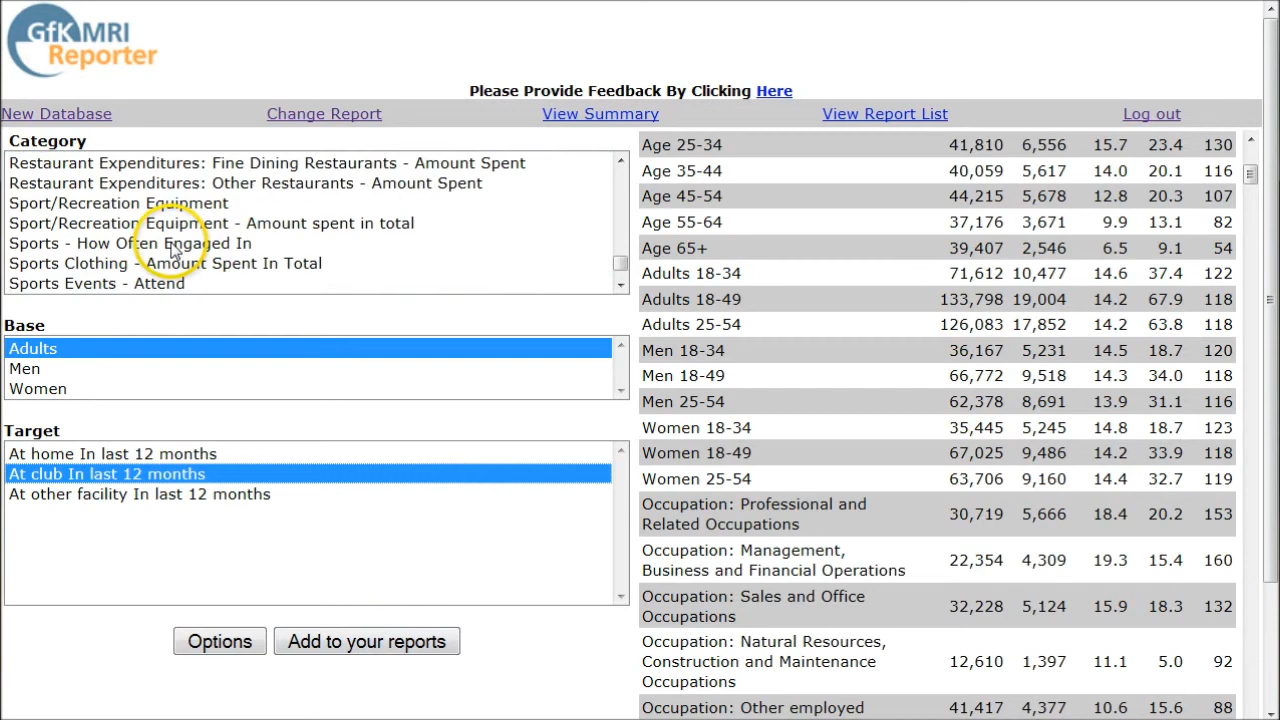 GfK MRI
Reporter
Please Provide Feedback By Clicking Here
New Database Change Report View Summary View Report List Log out
Category
Restaurant Expenditures: Fine Dining Restaurants - Amount Spent
Restaurant Expenditures: Other Restaurants - Amount Spent
Sport/Recreation Equipment
Sport/Recreation Equipment - Amount spent in total
Sports - How Often Engaged In
Sports Clothing - Amount Spent In Total
Sports Events - Attend
Base
Adults
Men
Women
Target
At home In last 12 months
At club In last 12 months
At other facility In last 12 months
Options Add to your reports
Age 25-34 41,810 6,556 15.7 23.4 130
Age 35-44 40,059 5,617 14.0 20.1 116
Age 45-54 44,215 5,678 12.8 20.3 107
Age 55-64 37,176 3,671 9.9 13.1 82
Age 65+ 39,407 2,546 6.5 9.1 54
Adults 18-34 71,612 10,477 14.6 37.4 122
Adults 18-49 133,798 19,004 14.2 67.9 118
Adults 25-54 126,083 17,852 14.2 63.8 118
Men 18-34 36,167 5,231 14.5 18.7 120
Men 18-49 66,772 9,518 14.3 34.0 118
Men 25-54 62,378 8,691 13.9 31.1 116
Women 18-34 35,445 5,245 14.8 18.7 123
Women 18-49 67,025 9,486 14.2 33.9 118
Women 25-54 63,706 9,160 14.4 32.7 119
Occupation: Professional and
Related Occupations 30,719 5,666 18.4 20.2 153
Occupation: Management,
Business and Financial Operations 22,354 4,309 19.3 15.4 160
Occupation: Sales and Office
Occupations 32,228 5,124 15.9 18.3 132
Occupation: Natural Resources,
Construction and Maintenance 12,610 1,397 11.1 5.0 92
Occupations
Occupation: Other employed 41,417 4,377 10.6 15.6 88